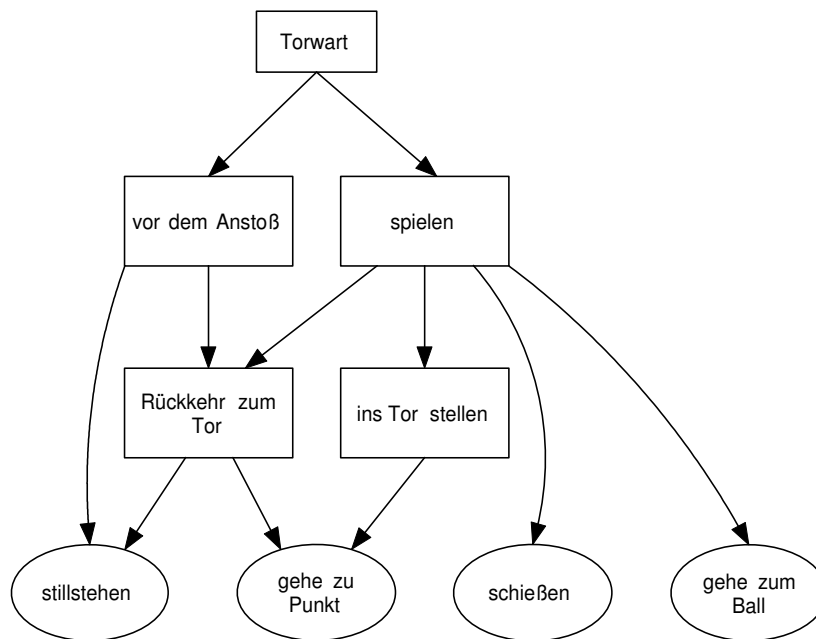 Torwart
vor dem Anstoß
spielen
Rückkehr zum
Tor
ins Tor stellen
stillstehen
gehe zu
Punkt
schießen
gehe zum
Ball